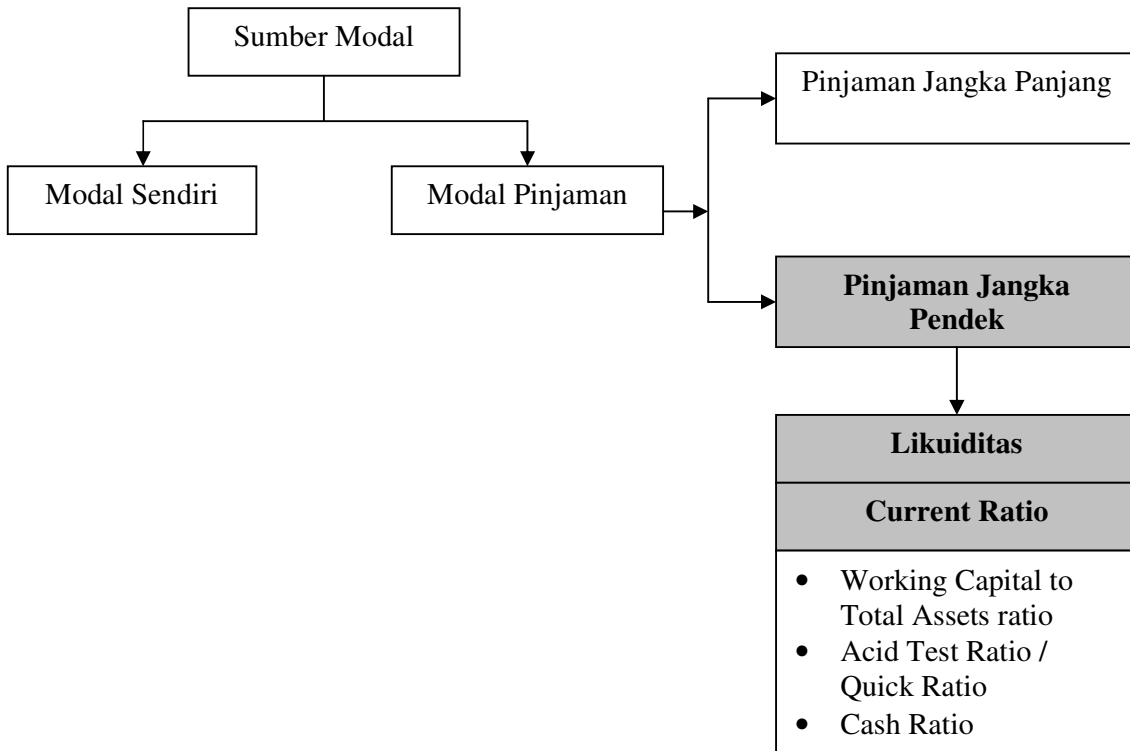 Sumber Modal
Pinjaman Jangka Panjang
Modal Sendiri
Modal Pinjaman
Pinjaman Jangka
Pendek
Likuiditas
Current Ratio
• Working Capital to
Total Assets ratio
• Acid Test Ratio /
Quick Ratio
• Cash Ratio